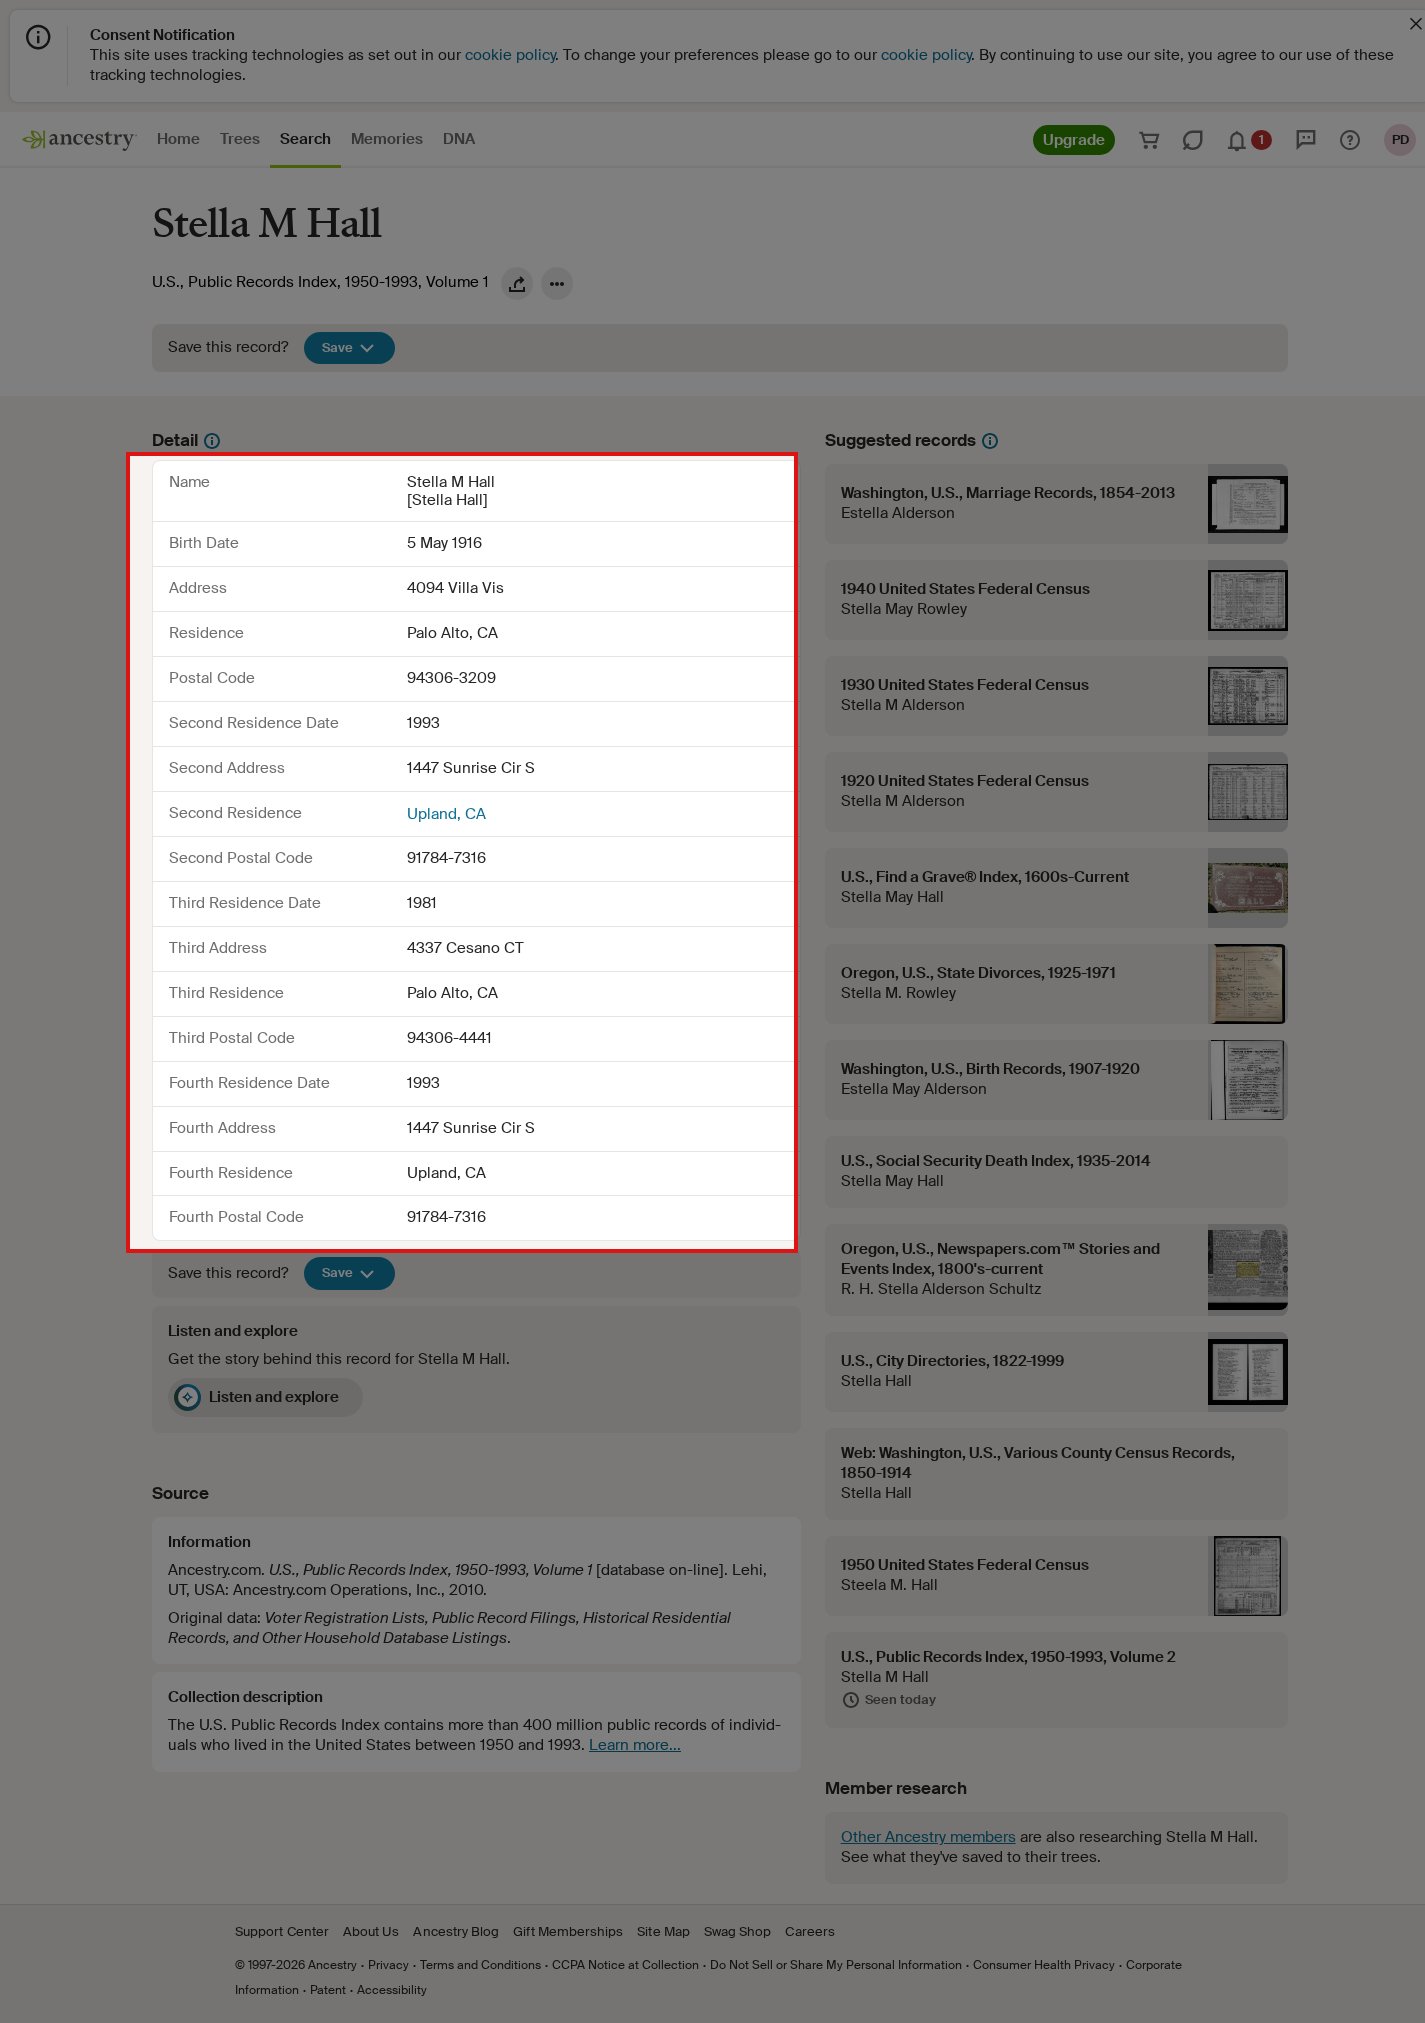 Consent Notification
This site uses tracking technologies as set out in our cookie policy. To change your preferences please go to our cookie policy. By continuing to use our site, you agree to our use of these
tracking technologies.
ancestry Home Trees Search Memories DNA Upgrade 1 PD
Stella M Hall
U.S., Public Records Index, 1950-1993, Volume 1
Save this record? Save
Detail
Name Stella M Hall
[Stella Hall]
Birth Date 5 May 1916
Address 4094 Villa Vis
Residence Palo Alto, CA
Postal Code 94306-3209
Second Residence Date 1993
Second Address 1447 Sunrise Cir S
Second Residence Upland, CA
Second Postal Code 91784-7316
Third Residence Date 1981
Third Address 4337 Cesano CT
Third Residence Palo Alto, CA
Third Postal Code 94306-4441
Fourth Residence Date 1993
Fourth Address 1447 Sunrise Cir S
Fourth Residence Upland, CA
Fourth Postal Code 91784-7316
Save this record? Save
Listen and explore
Get the story behind this record for Stella M Hall.
Listen and explore
Source
Information
Ancestry.com. U.S., Public Records Index, 1950-1993, Volume 1 [database on-line]. Lehi,
UT, USA: Ancestry.com Operations, Inc., 2010.
Original data: Voter Registration Lists, Public Record Filings, Historical Residential
Records, and Other Household Database Listings.
Collection description
The U.S. Public Records Index contains more than 400 million public records of individ-
uals who lived in the United States between 1950 and 1993. Learn more...
Suggested records
Washington, U.S., Marriage Records, 1854-2013
Estella Alderson
1940 United States Federal Census
Stella May Rowley
1930 United States Federal Census
Stella M Alderson
1920 United States Federal Census
Stella M Alderson
U.S., Find a Grave® Index, 1600s-Current
Stella May Hall
HALL
Oregon, U.S., State Divorces, 1925-1971
Stella M. Rowley
Washington, U.S., Birth Records, 1907-1920
Estella May Alderson
U.S., Social Security Death Index, 1935-2014
Stella May Hall
Oregon, U.S., Newspapers.com™ Stories and
Events Index, 1800's-current
R. H. Stella Alderson Schultz
U.S., City Directories, 1822-1999
Stella Hall
Web: Washington, U.S., Various County Census Records,
1850-1914
Stella Hall
1950 United States Federal Census
Steela M. Hall
U.S., Public Records Index, 1950-1993, Volume 2
Stella M Hall
Seen today
Member research
Other Ancestry members are also researching Stella M Hall.
See what they've saved to their trees.
Support Center About Us Ancestry Blog Gift Memberships Site Map Swag Shop Careers
© 1997-2026 Ancestry • Privacy • Terms and Conditions • CCPA Notice at Collection • Do Not Sell or Share My Personal Information • Consumer Health Privacy • Corporate
Information • Patent • Accessibility